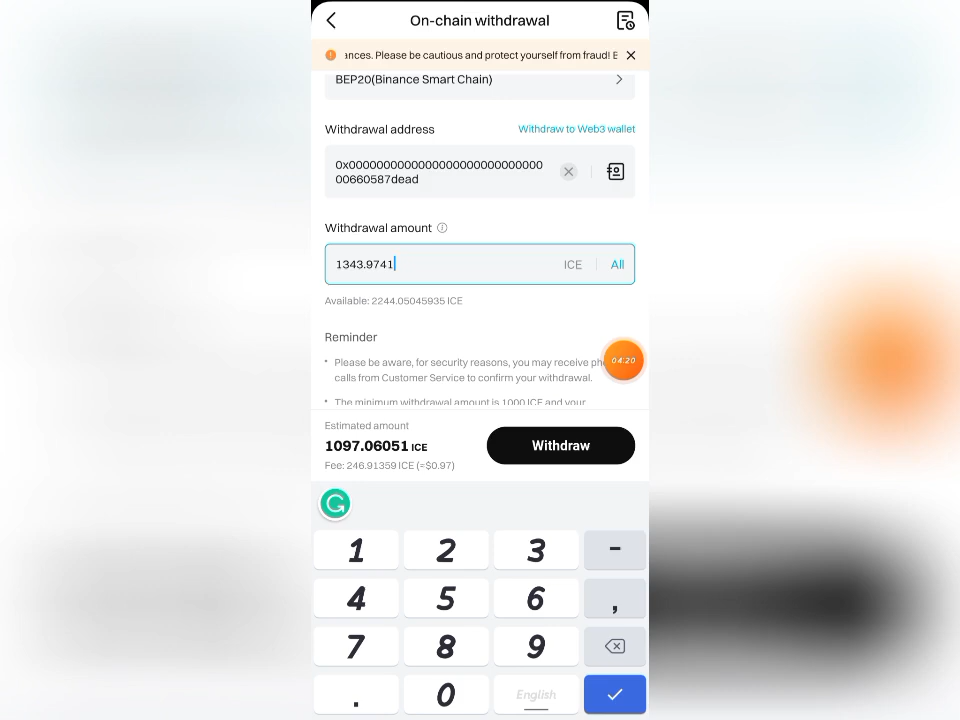 On-chain withdrawal
ances. Please be cautious and protect yourself from fraud! E
BEP20(Binance Smart Chain)
Withdrawal address
Withdraw to Web3 wallet
0x0000000000000000000000000000
00660587dead
Withdrawal amount
1343.9741
ICE
All
Available: 2244.05045935 ICE
Reminder
• Please be aware, for security reasons, you may receive ph
04:20
calls from Customer Service to confirm your withdrawal.
• The minimum withdrawal amount is 1000 ICE and your
Estimated amount
1097.06051 ICE
Withdraw
Fee: 246.91359 ICE (≈$0.97)
1 2 3 -
4 5 6 ,
7 8 9
. 0 English